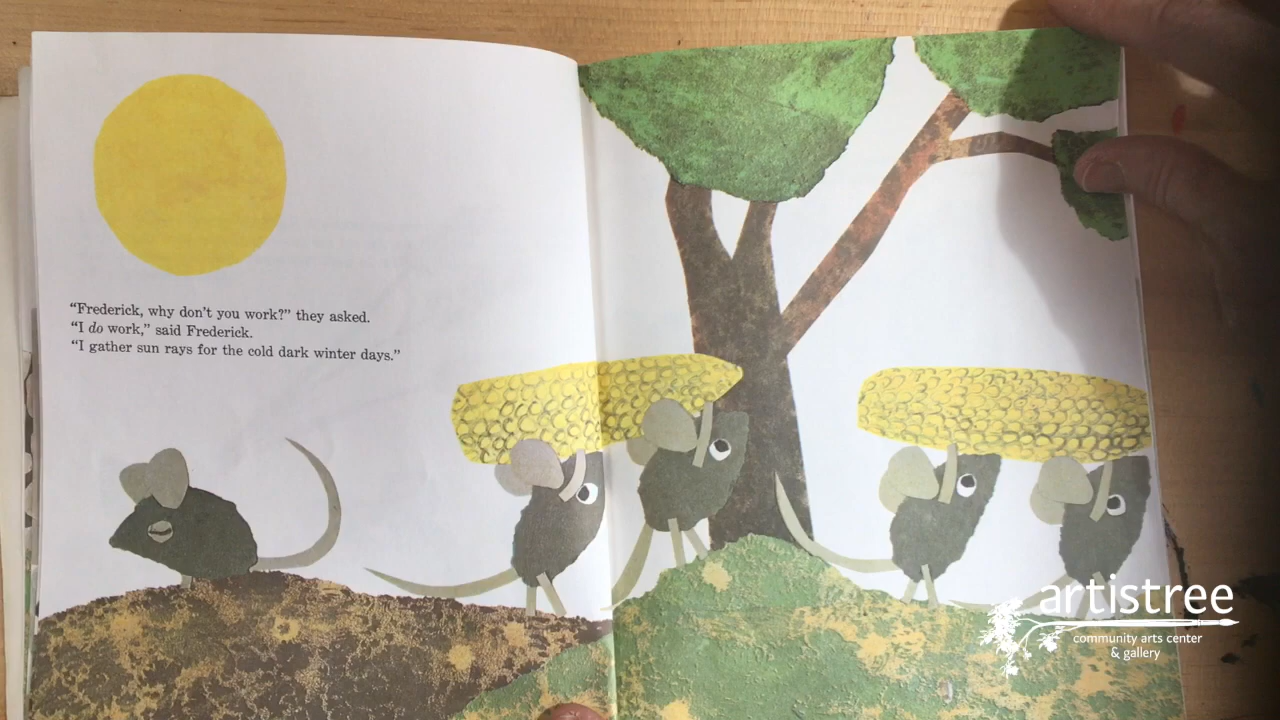 “Frederick, why don’t you work?” they asked.
“I do work,” said Frederick.
“I gather sun rays for the cold dark winter days.”
artistree
community arts center
& gallery